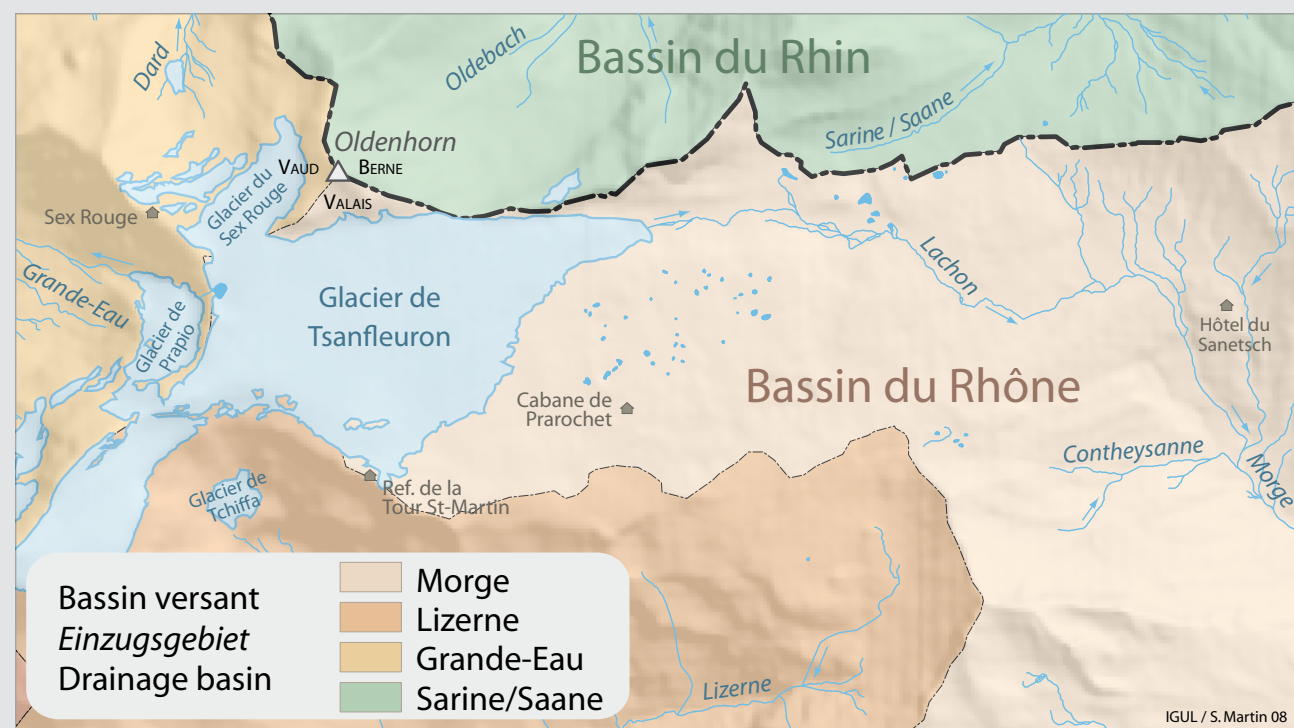 Bassin du Rhin
Dard
Oldebach
Sarine / Saane
Oldenhorn
VAUD
BERNE
VALAIS
Glacier du
Sex Rouge
Sex Rouge
Grande-Eau
Glacier de
Prapio
Glacier de
Tsanfleuron
Lachon
Hôtel du
Sanetsch
Bassin du Rhône
Cabane de
Prarochet
Contheysanne
Morge
Glacier de
Tchiffa
Ref. de la
Tour St-Martin
Lizerne
Bassin versant
Einzugsgebiet
Drainage basin
Morge
Lizerne
Grande-Eau
Sarine/Saane
IGUL / S. Martin 08